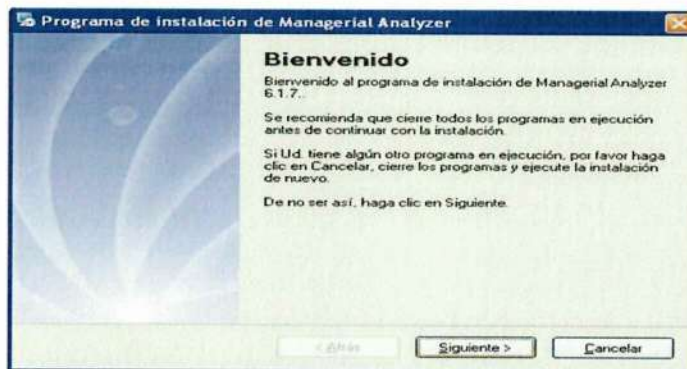 Programa de instalación de Managerial Analyzer
Bienvenido
Bienvenido al programa de instalación de Managerial Analyzer
6.1.7..
Se recomienda que cierre todos los programas en ejecución
antes de continuar con la instalación.
Si Ud. tiene algún otro programa en ejecución, por favor haga
clic en Cancelar, cierre los programas y ejecute la instalación
de nuevo.
De no ser así, haga clic en Siguiente.
< Atrás
Siguiente >
Cancelar